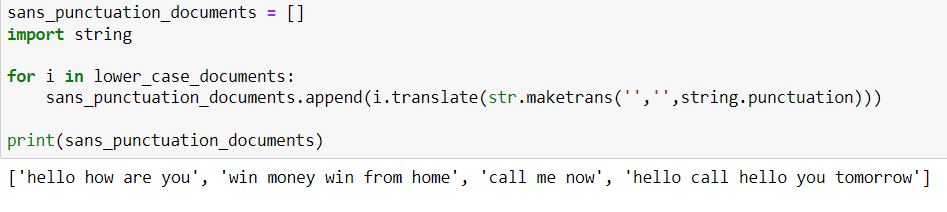 sans_punctuation_documents = []
import string
for i in lower_case_documents:
    sans_punctuation_documents.append(i.translate(str.maketrans('','',string.punctuation)))
print(sans_punctuation_documents)
['hello how are you', 'win money win from home', 'call me now', 'hello call hello you tomorrow']